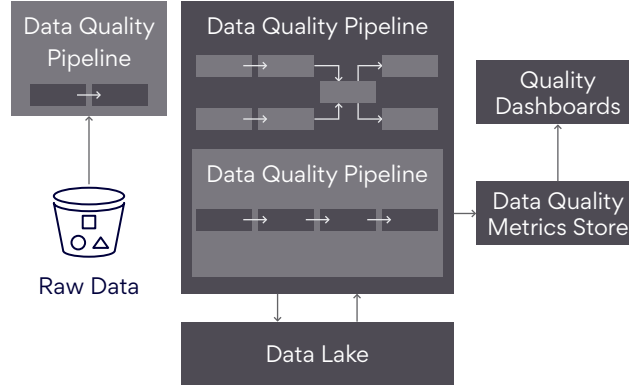 Data Quality
Pipeline
Raw Data
Data Quality Pipeline
Data Quality Pipeline
Data Lake
Quality
Dashboards
Data Quality
Metrics Store